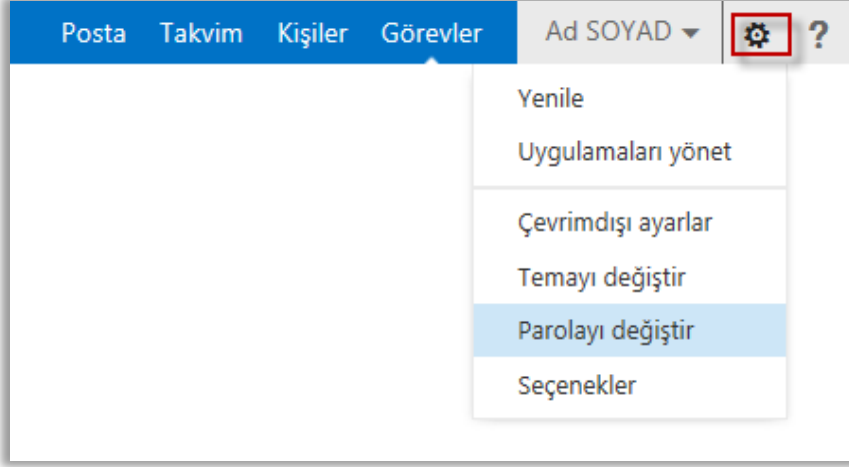 Posta Takvim Kişiler Görevler Ad SOYAD ?
Yenile
Uygulamaları yönet
Çevrimdışı ayarlar
Temayı değiştir
Parolayı değiştir
Seçenekler